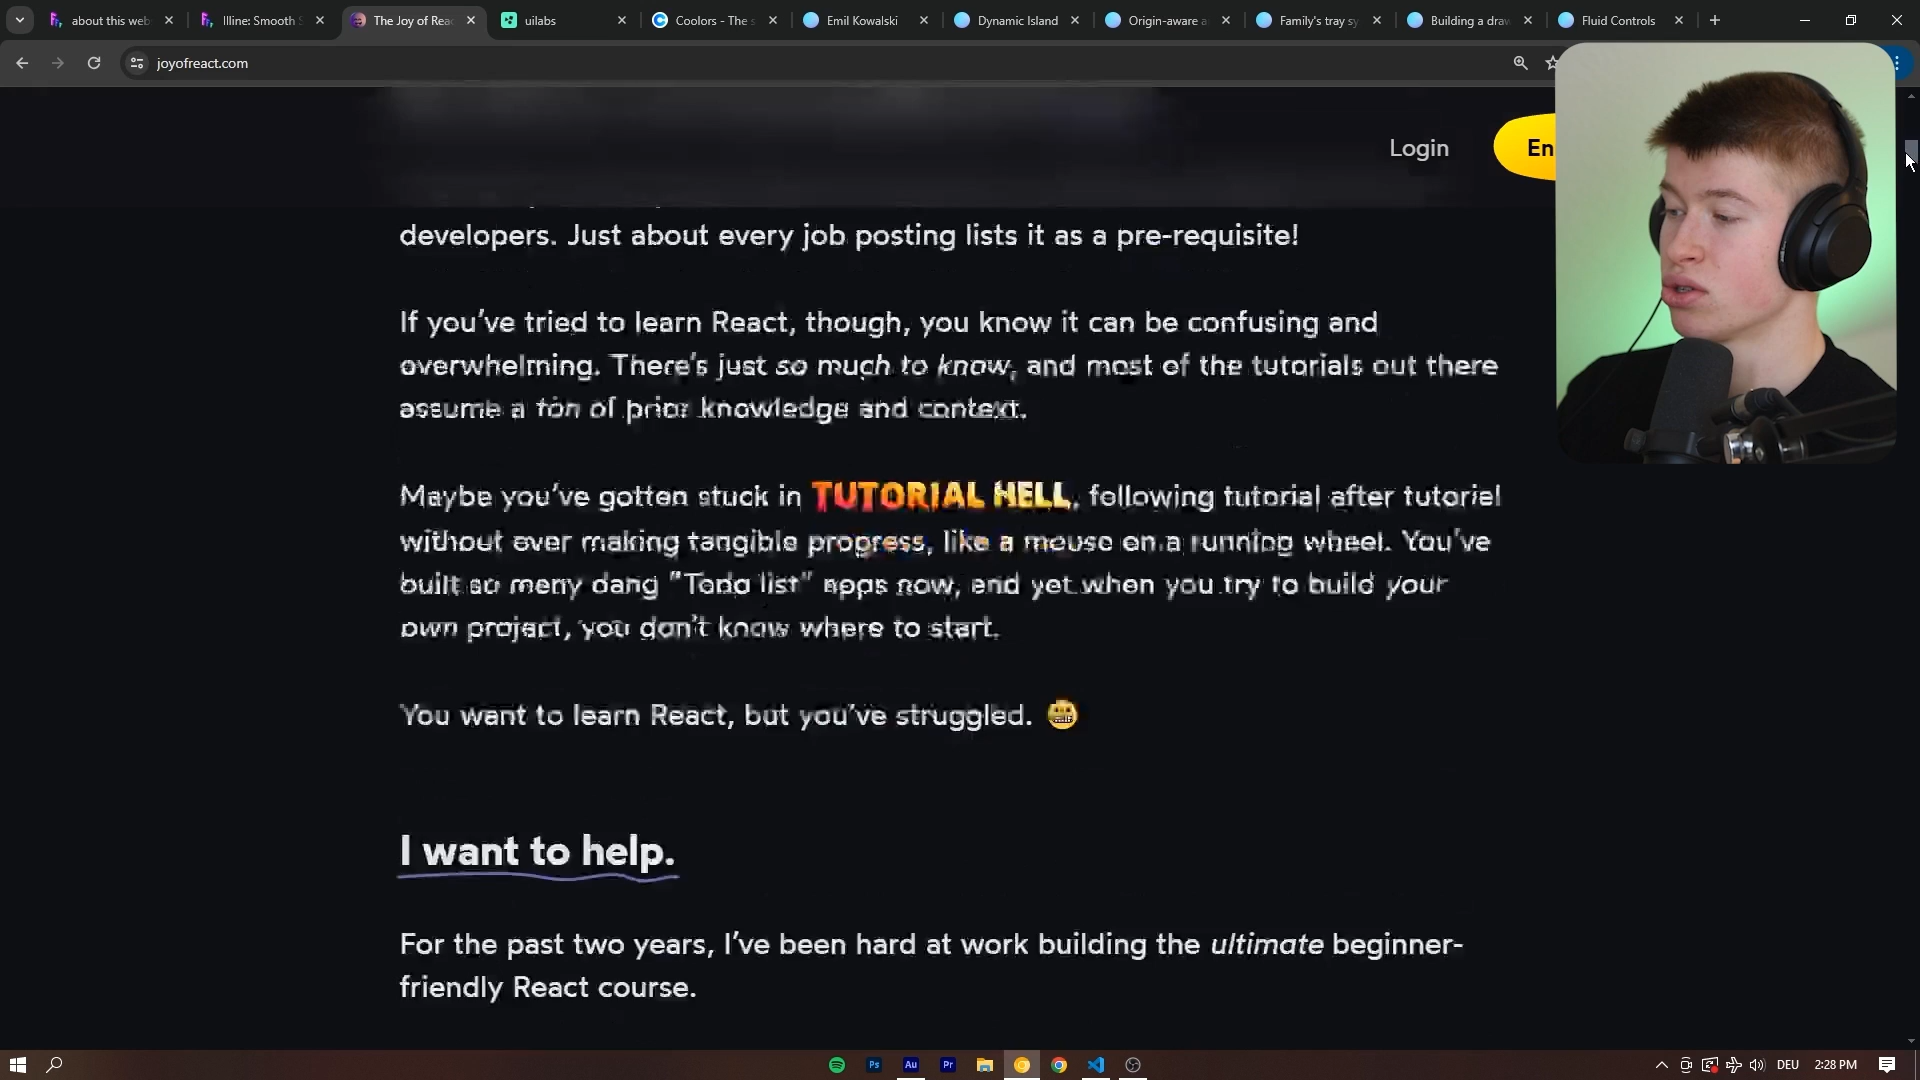 about this web
Illine: Smooth S
The Joy of Reac
uilabs
Coolors - The s
Emil Kowalski
Dynamic Island
Origin-aware a
Family's tray sy
Building a draw
Fluid Controls
joyofreact.com
Login
En
developers. Just about every job posting lists it as a pre-requisite!
If you've tried to learn React, though, you know it can be confusing and
overwhelming. There's just so much to know, and most of the tutorials out there
assume a ton of prior knowledge and context.
Maybe you've gotten stuck in TUTORIAL HELL, following tutorial after tutorial
without ever making tangible progress, like a mouse on a running wheel. You've
built so many dang "Todo list" apps now, and yet when you try to build your
own project, you don't know where to start.
You want to learn React, but you've struggled.
I want to help.
For the past two years, I've been hard at work building the ultimate beginner-
friendly React course.
Ps
Au
Pr
DEU
2:28 PM